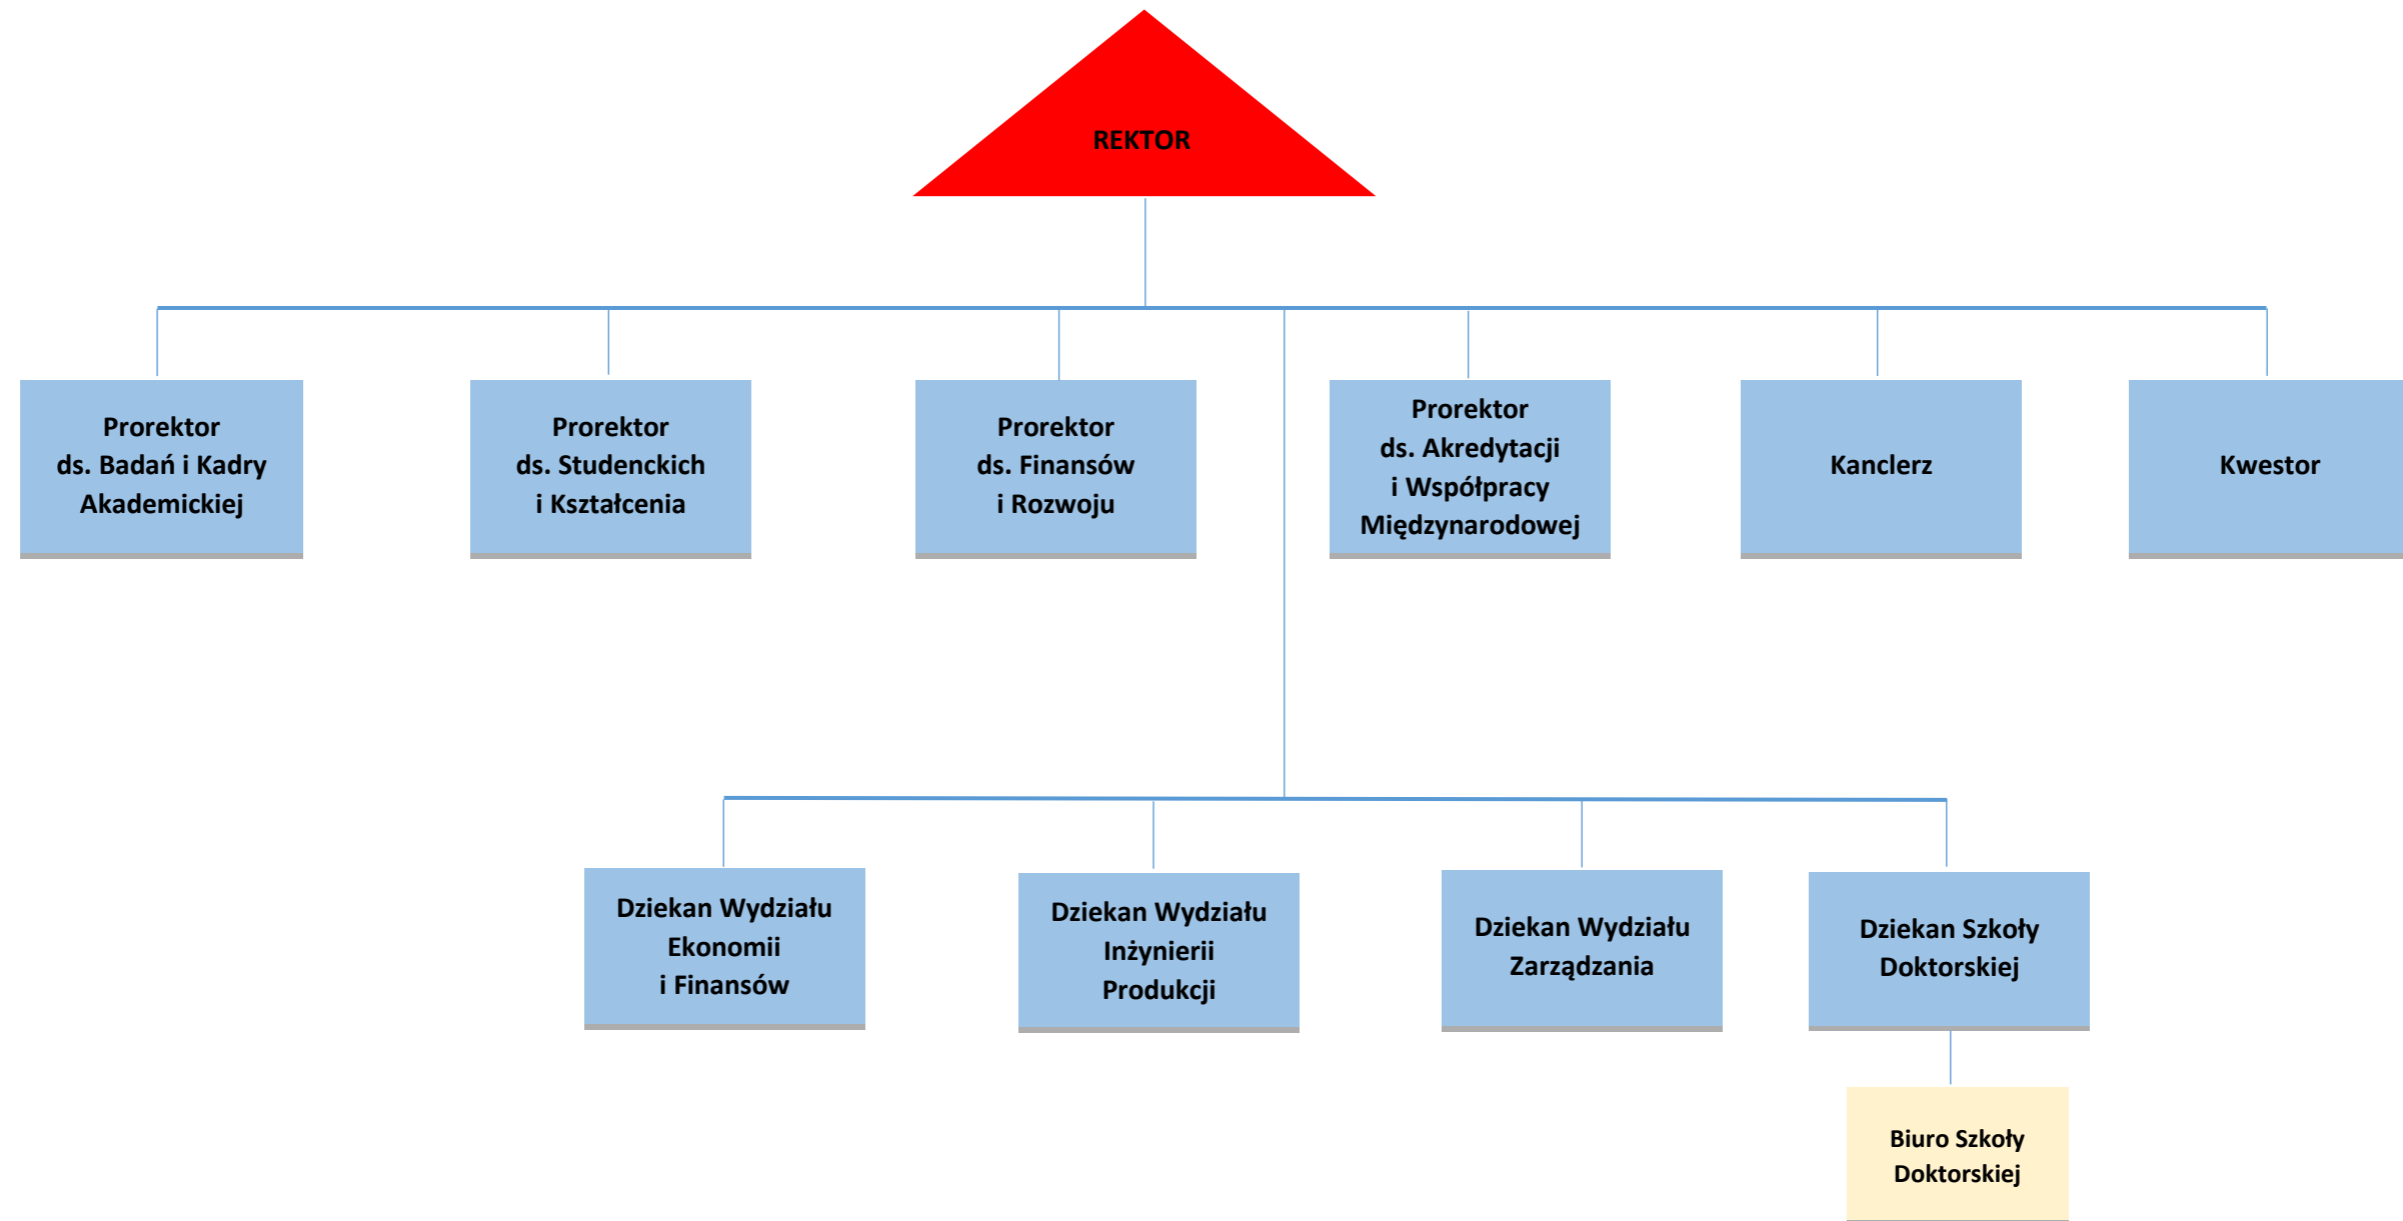 REKTOR
Prorektor
ds. Badań i Kadry
Akademickiej
Prorektor
ds. Studenckich
i Kształcenia
Prorektor
ds. Finansów
i Rozwoju
Prorektor
ds. Akredytacji
i Współpracy
Międzynarodowej
Kanclerz
Kwestor
Dziekan Wydziału
Ekonomii
i Finansów
Dziekan Wydziału
Inżynierii
Produkcji
Dziekan Wydziału
Zarządzania
Dziekan Szkoły
Doktorskiej
Biuro Szkoły
Doktorskiej